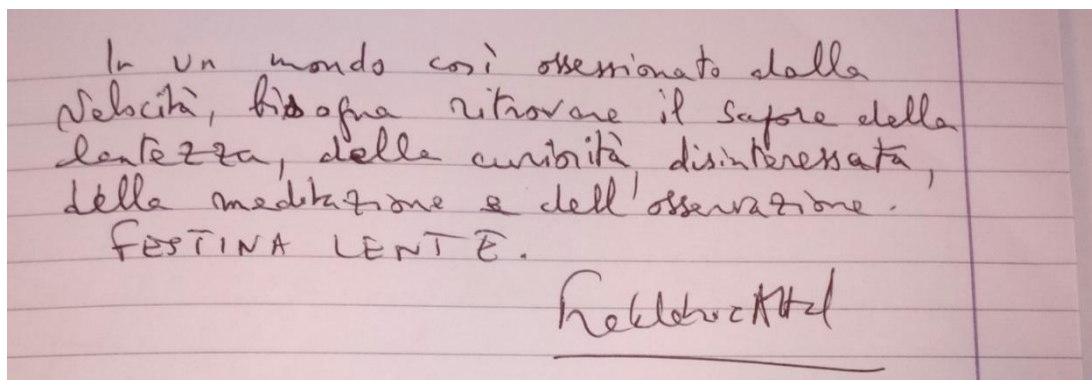 In un mondo così ossessionato dalla
Velocità, bisogna ritrovare il sapore della
lentezza, della curiosità disinteressata,
della meditazione e dell'osservazione.
FESTINA LENTE.